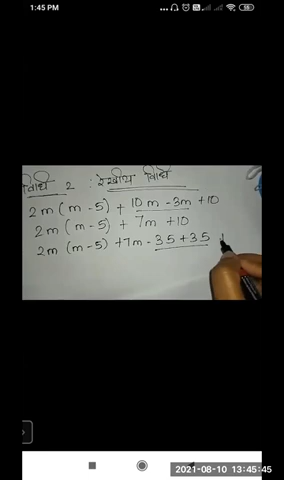 1:45 PM
विधि 2 : रेखीय विधि
2m(m-5) + 10m-3m+10
2m (m-5) + 7m +10
2m (m-5) +7m - 35+35
2021-08-10 13:45:45